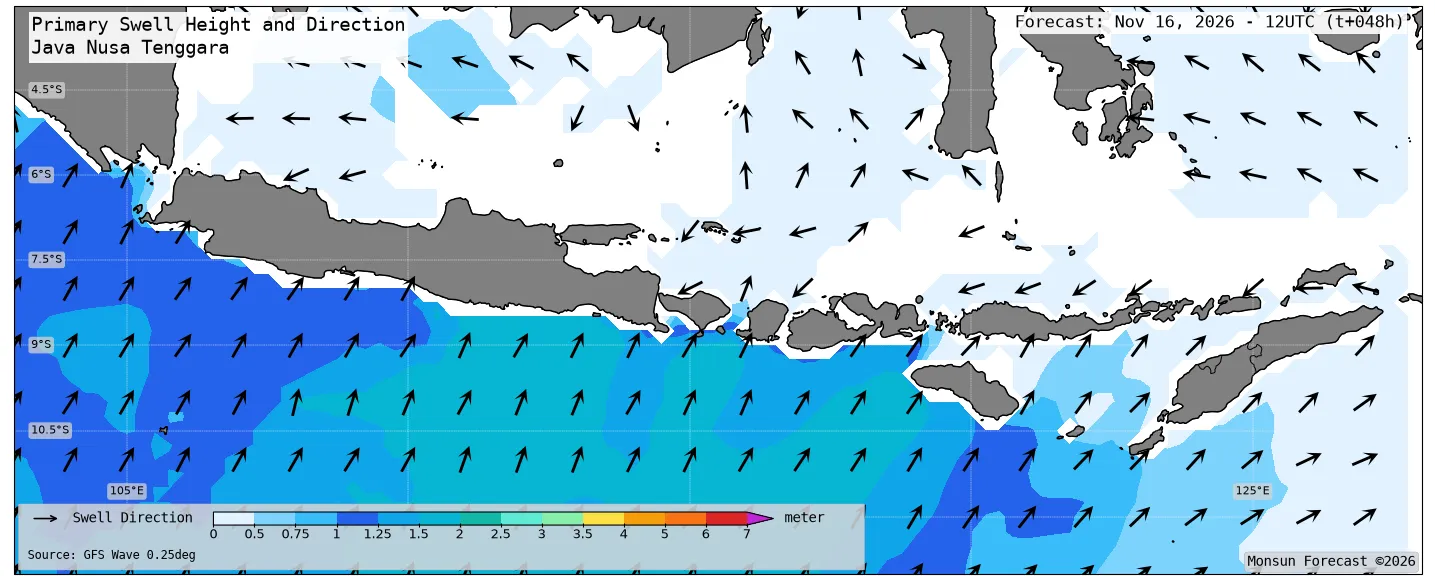 Primary Swell Height and Direction
Java Nusa Tenggara
Forecast: Nov 16, 2026 - 12UTC (t+048h)
4.5°S
6°S
7.5°S
9°S
10.5°S
105°E
125°E
Swell Direction
0 0.5 0.75 1 1.25 1.5 2 2.5 3 3.5 4 5 6 7
meter
Source: GFS Wave 0.25deg
Monsun Forecast ©2026